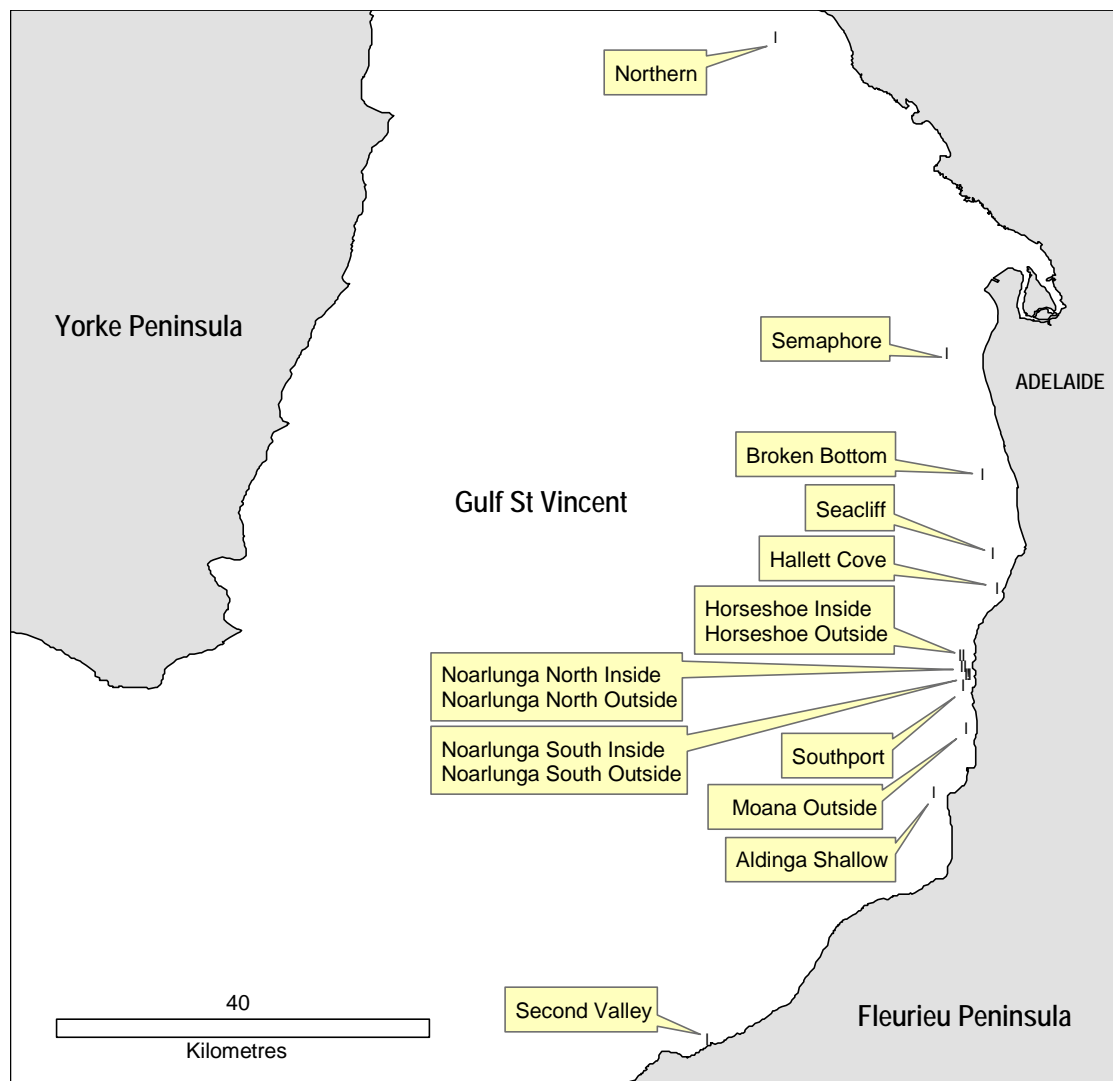 Northern
Yorke Peninsula
Semaphore
ADELAIDE
Broken Bottom
Gulf St Vincent
Seacliff
Hallett Cove
Horseshoe Inside
Horseshoe Outside
Noarlunga North Inside
Noarlunga North Outside
Noarlunga South Inside
Noarlunga South Outside
Southport
Moana Outside
Aldinga Shallow
40
Kilometres
Second Valley
Fleurieu Peninsula